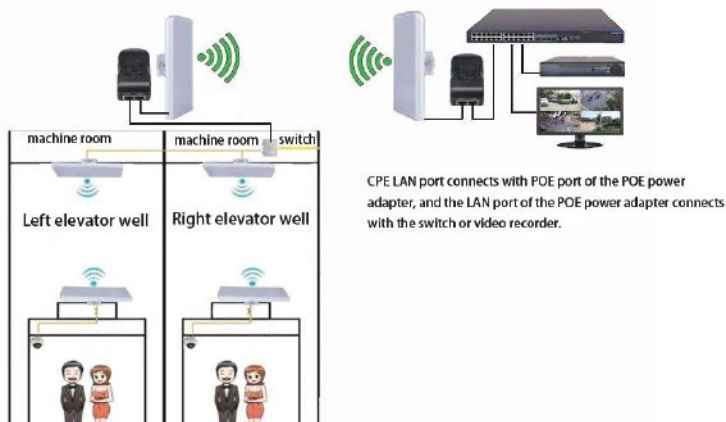 machine room
machine room
switch
Left elevator well
Right elevator well
CPE LAN port connects with POE port of the POE power
adapter, and the LAN port of the POE power adapter connects
with the switch or video recorder.